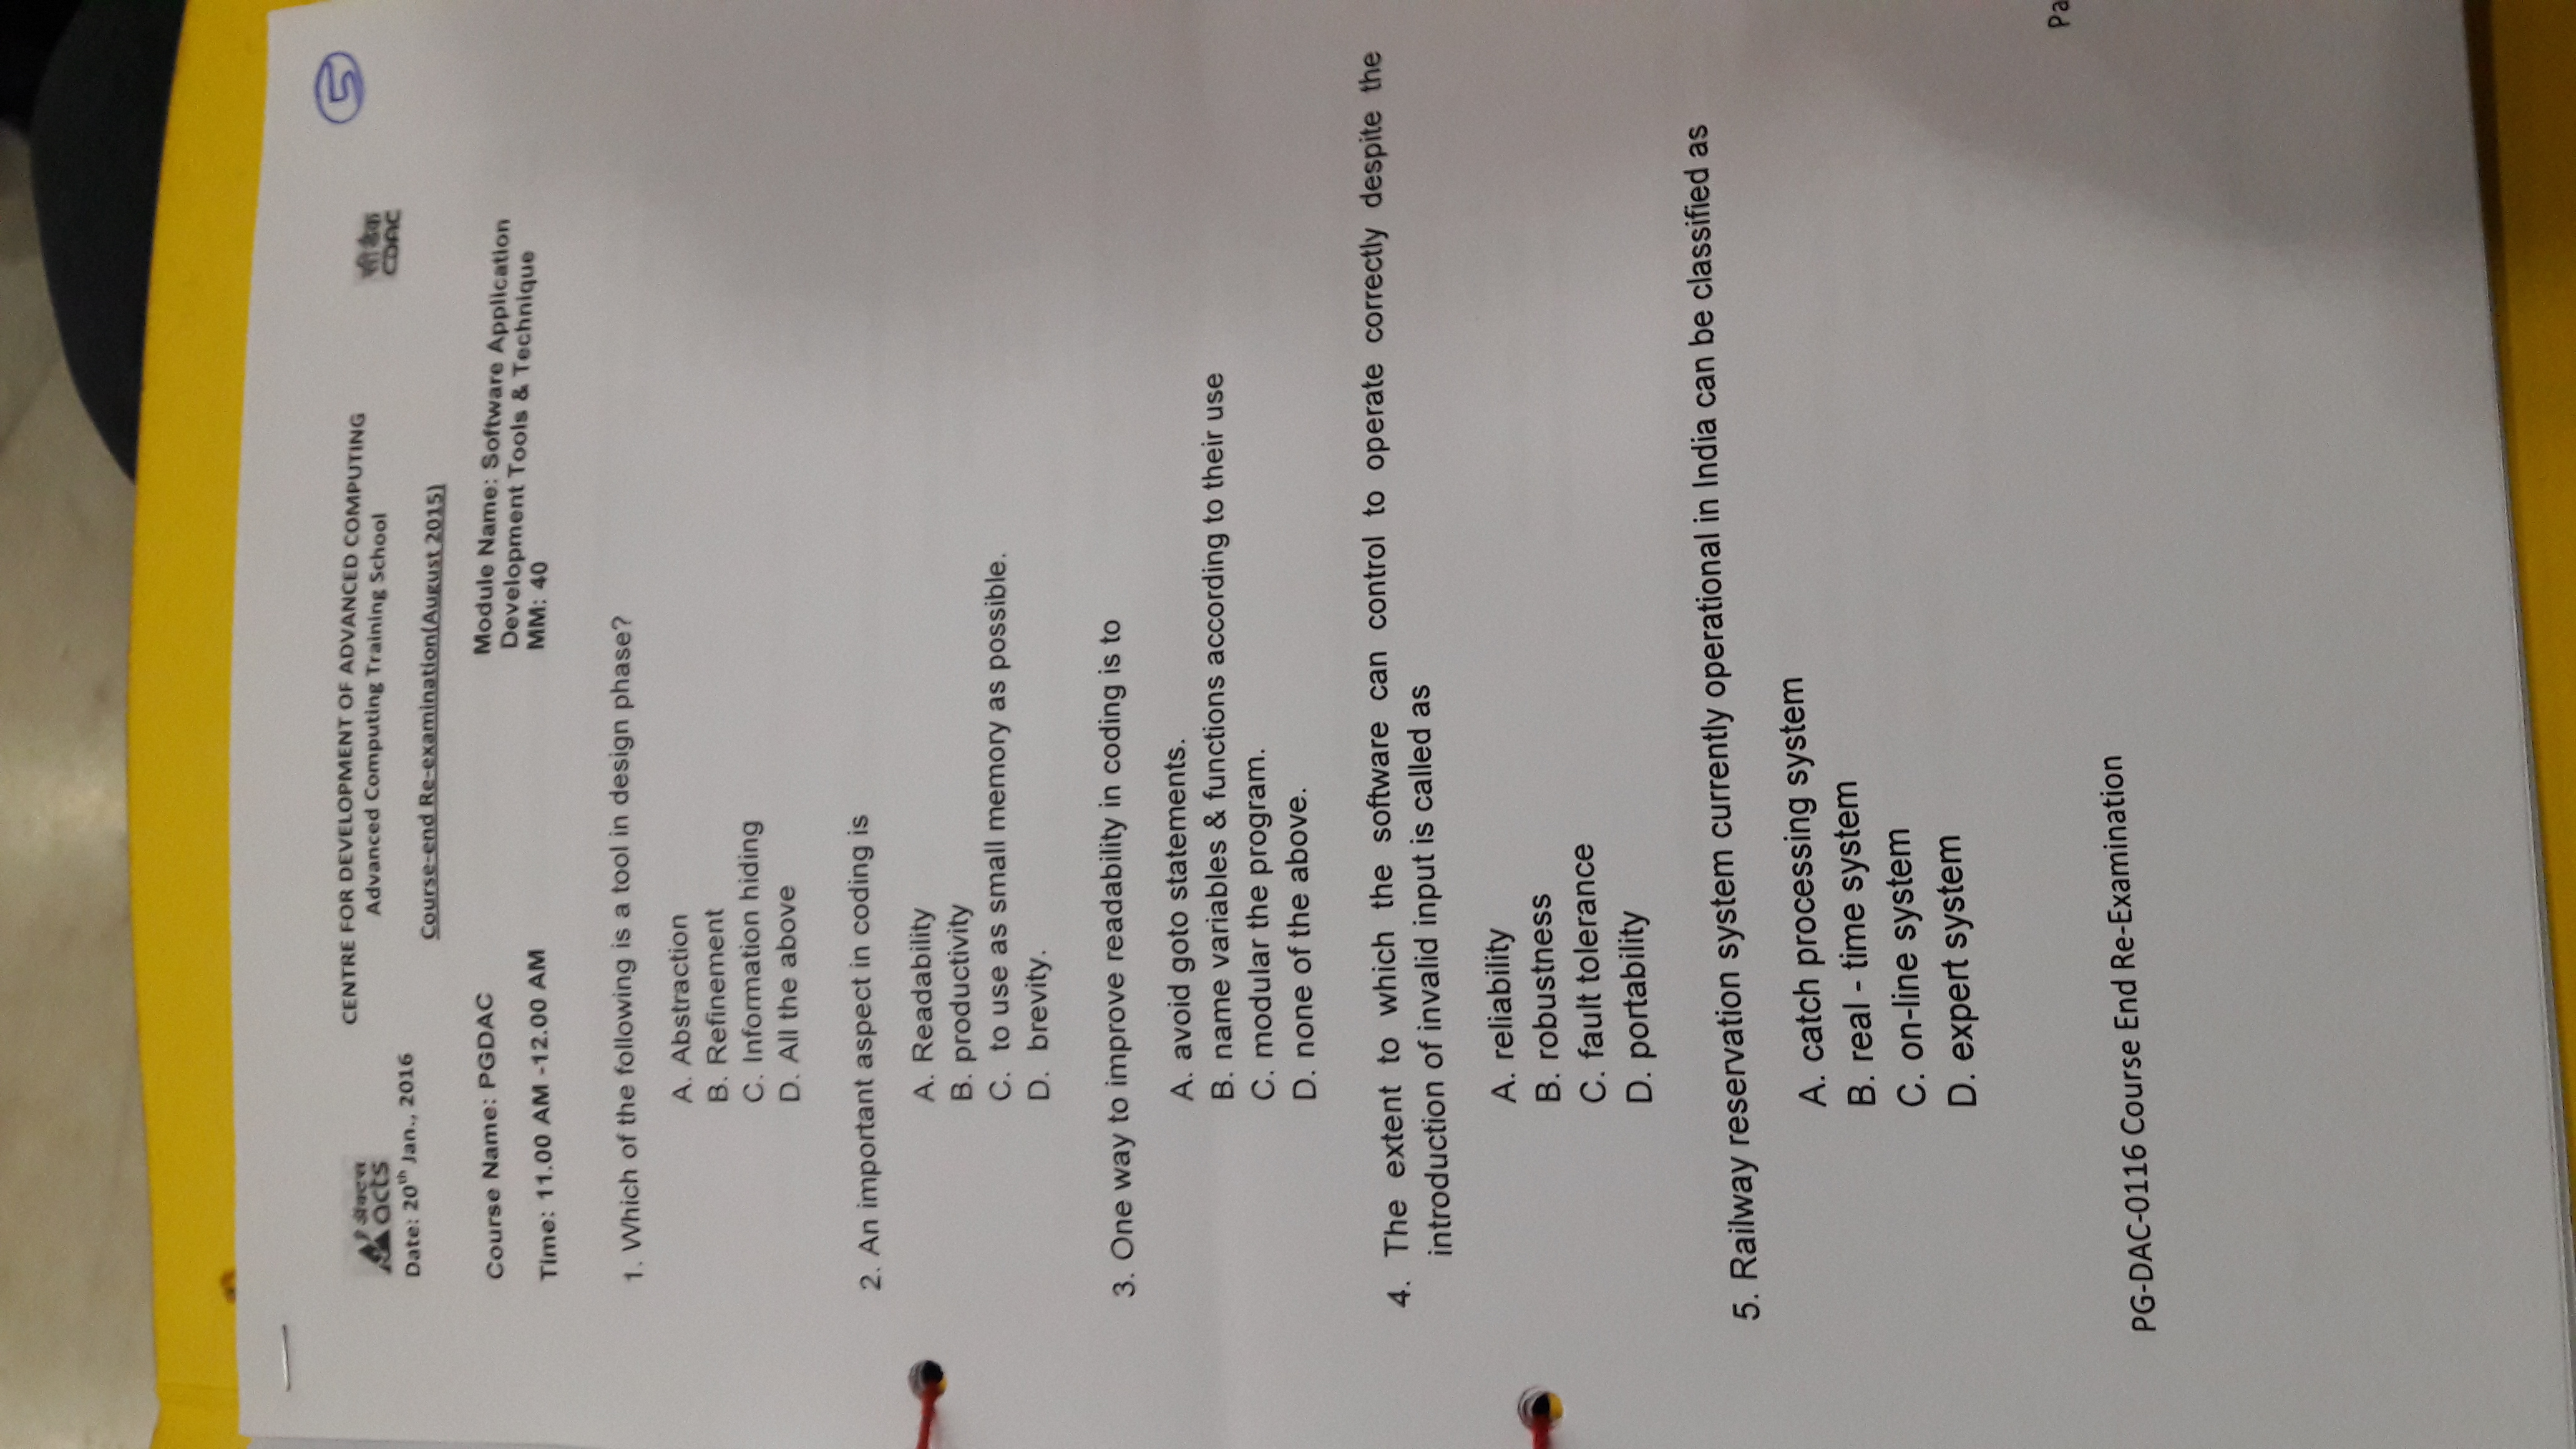 5
ॲक्टस
acts
सी डैक
CDAC
CENTRE FOR DEVELOPMENT OF ADVANCED COMPUTING
Advanced Computing Training School
Date: 20th Jan., 2016
Course-end Re-examination(August 2015)
Course Name: PGDAC
Module Name: Software Application
Development Tools & Technique
Time: 11.00 AM -12.00 AM
MM: 40
1. Which of the following is a tool in design phase?
A. Abstraction
B. Refinement
C. Information hiding
D. All the above
2. An important aspect in coding is
A. Readability
B. productivity
C. to use as small memory as possible.
D. brevity.
3. One way to improve readability in coding is to
A. avoid goto statements.
B. name variables & functions according to their use
C. modular the program.
D. none of the above.
4. The extent to which the software can control to operate correctly despite the
introduction of invalid input is called as
A. reliability
B. robustness
C. fault tolerance
D. portability
5. Railway reservation system currently operational in India can be classified as
A. catch processing system
B. real - time system
C. on-line system
D. expert system
Pa
PG-DAC-0116 Course End Re-Examination